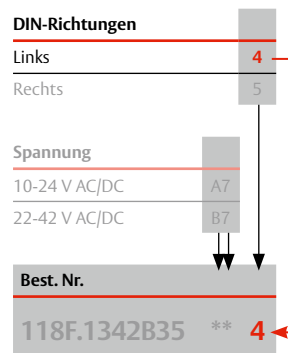 DIN-Richtungen
Links 4
Rechts 5
Spannung
10-24 V AC/DC A7
22-42 V AC/DC B7
Best. Nr.
118F.1342B35 ** 4